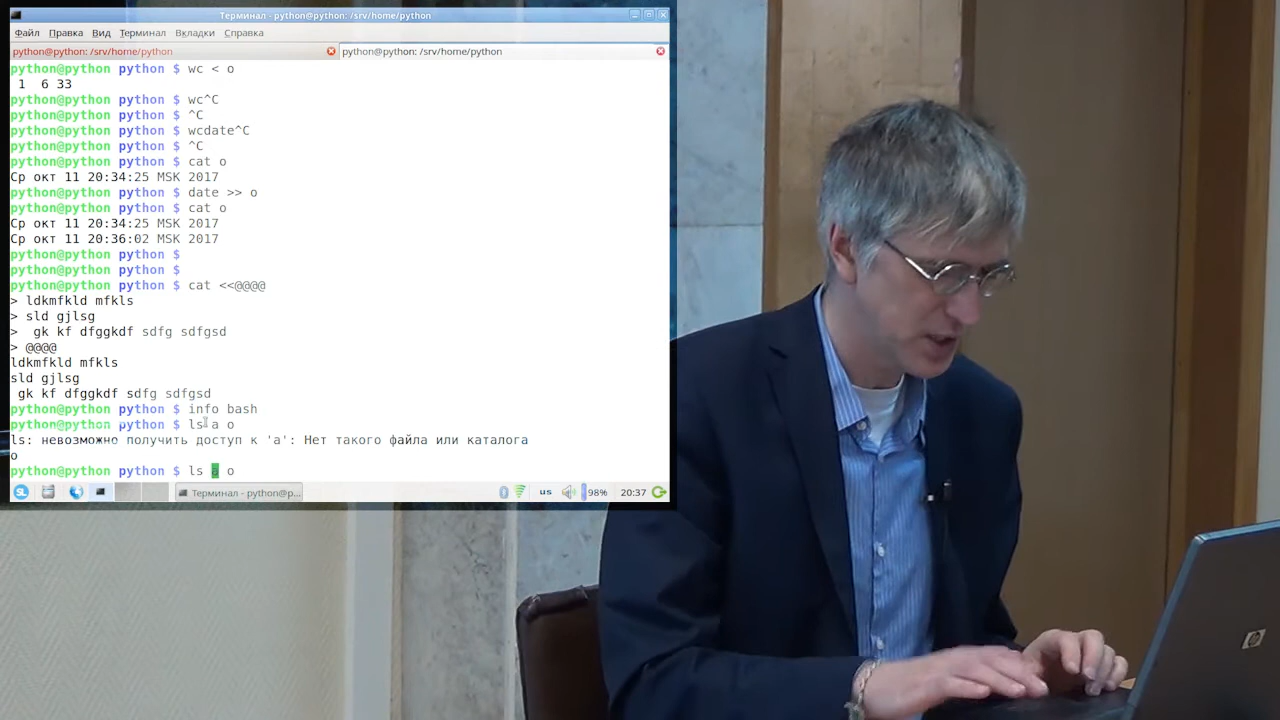 Терминал - python@python: /srv/home/python
Файл Правка Вид Терминал Вкладки Справка
python@python: /srv/home/python python@python: /srv/home/python
python@python python $ wc < o
1 6 33
python@python python $ wc^C
python@python python $ ^C
python@python python $ wcdate^C
python@python python $ ^C
python@python python $ cat o
Ср окт 11 20:34:25 MSK 2017
python@python python $ date >> o
python@python python $ cat o
Ср окт 11 20:34:25 MSK 2017
Ср окт 11 20:36:02 MSK 2017
python@python python $
python@python python $
python@python python $ cat <<@@@@
> ldkmfkld mfkls
> sld gjlsg
>  gk kf dfggkdf sdfg sdfgsd
> @@@@
ldkmfkld mfkls
sld gjlsg
 gk kf dfggkdf sdfg sdfgsd
python@python python $ info bash
python@python python $ ls a o
ls: невозможно получить доступ к 'a': Нет такого файла или каталога
o
python@python python $ ls a o
Терминал - python@p... us 98% 20:37
hp